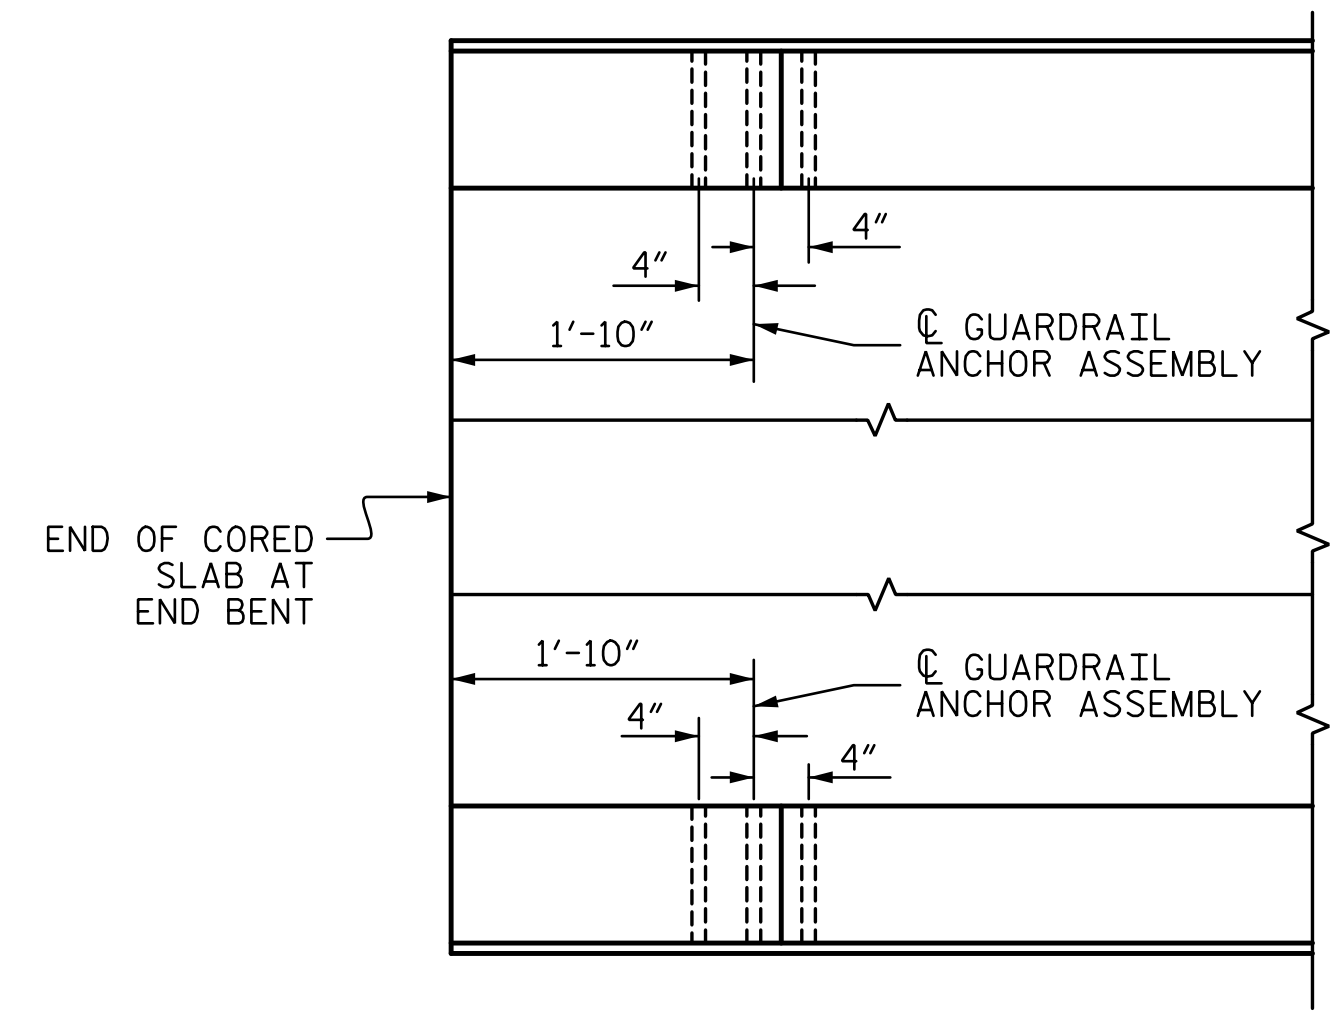 4"
4"
1'-10"
℄ GUARDRAIL
ANCHOR ASSEMBLY
END OF CORED
SLAB AT
END BENT
1'-10"
℄ GUARDRAIL
ANCHOR ASSEMBLY
4"
4"